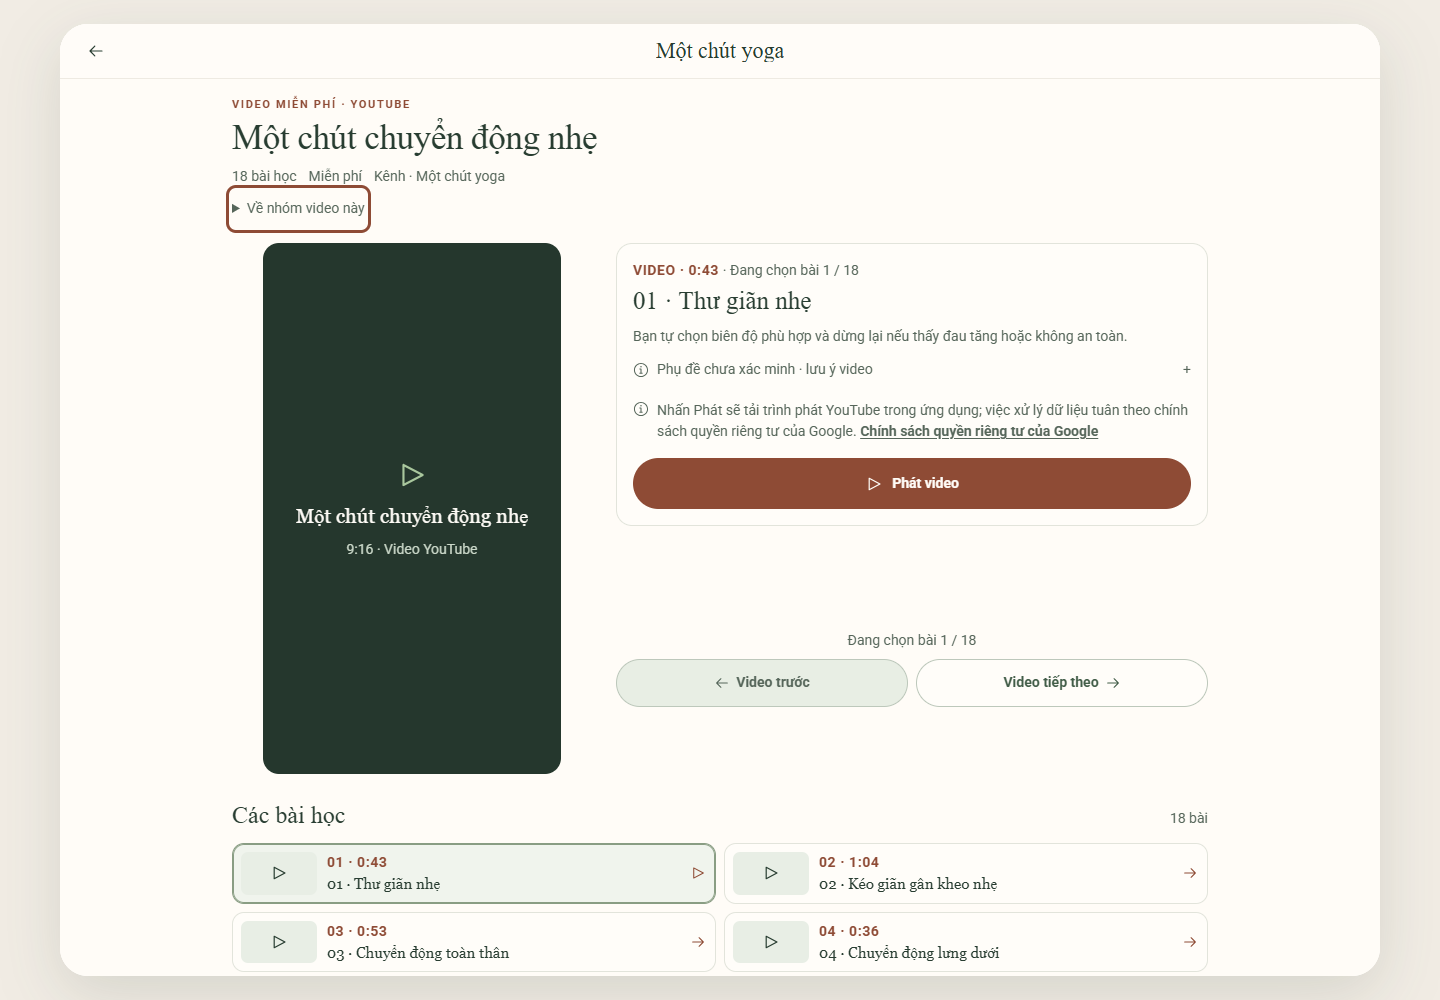 Một chút yoga
VIDEO MIỄN PHÍ · YOUTUBE
Một chút chuyển động nhẹ
18 bài học Miễn phí Kênh · Một chút yoga
Về nhóm video này
Một chút chuyển động nhẹ
9:16 · Video YouTube
VIDEO · 0:43 · Đang chọn bài 1 / 18
01 · Thư giãn nhẹ
Bạn tự chọn biên độ phù hợp và dừng lại nếu thấy đau tăng hoặc không an toàn.
Phụ đề chưa xác minh · lưu ý video +
Nhấn Phát sẽ tải trình phát YouTube trong ứng dụng; việc xử lý dữ liệu tuân theo chính
sách quyền riêng tư của Google. Chính sách quyền riêng tư của Google
Phát video
Đang chọn bài 1 / 18
← Video trước
Video tiếp theo →
Các bài học
18 bài
01 · 0:43
01 · Thư giãn nhẹ
02 · 1:04
02 · Kéo giãn gân kheo nhẹ
03 · 0:53
03 · Chuyển động toàn thân
04 · 0:36
04 · Chuyển động lưng dưới